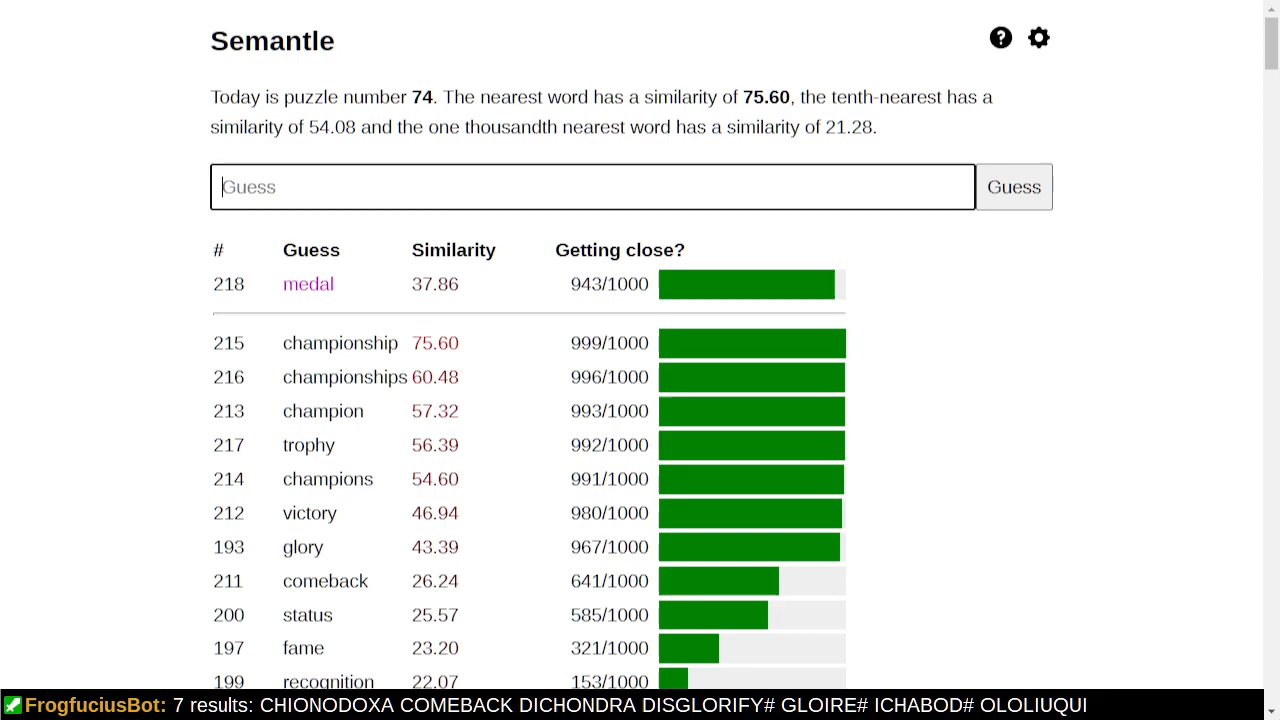 Semantle
Today is puzzle number 74. The nearest word has a similarity of 75.60, the tenth-nearest has a
similarity of 54.08 and the one thousandth nearest word has a similarity of 21.28.
Guess Guess
# Guess Similarity Getting close?
218 medal 37.86 943/1000
215 championship 75.60 999/1000
216 championships 60.48 996/1000
213 champion 57.32 993/1000
217 trophy 56.39 992/1000
214 champions 54.60 991/1000
212 victory 46.94 980/1000
193 glory 43.39 967/1000
211 comeback 26.24 641/1000
200 status 25.57 585/1000
197 fame 23.20 321/1000
199 recognition 22.07 153/1000
FrogfuciusBot: 7 results: CHIONODOXA COMEBACK DICHONDRA DISGLORIFY# GLOIRE# ICHABOD# OLOLIUQUI